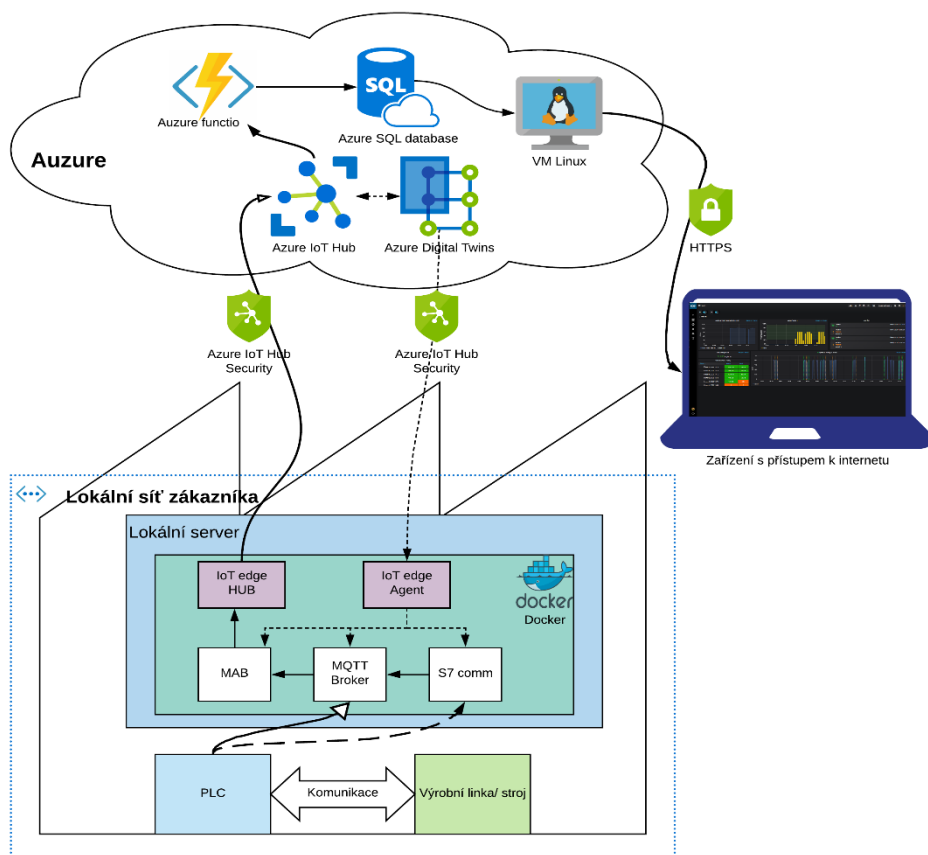 Auzure functio
SQL
Azure SQL database
VM Linux
Auzure
Azure IoT Hub
Azure Digital Twins
HTTPS
Azure IoT Hub
Security
Azure IoT Hub
Security
Zařízení s přístupem k internetu
Lokální síť zákazníka
Lokální server
IoT edge
HUB
IoT edge
Agent
docker
Docker
MAB
MQTT
Broker
S7 comm
PLC
Komunikace
Výrobní linka/ stroj